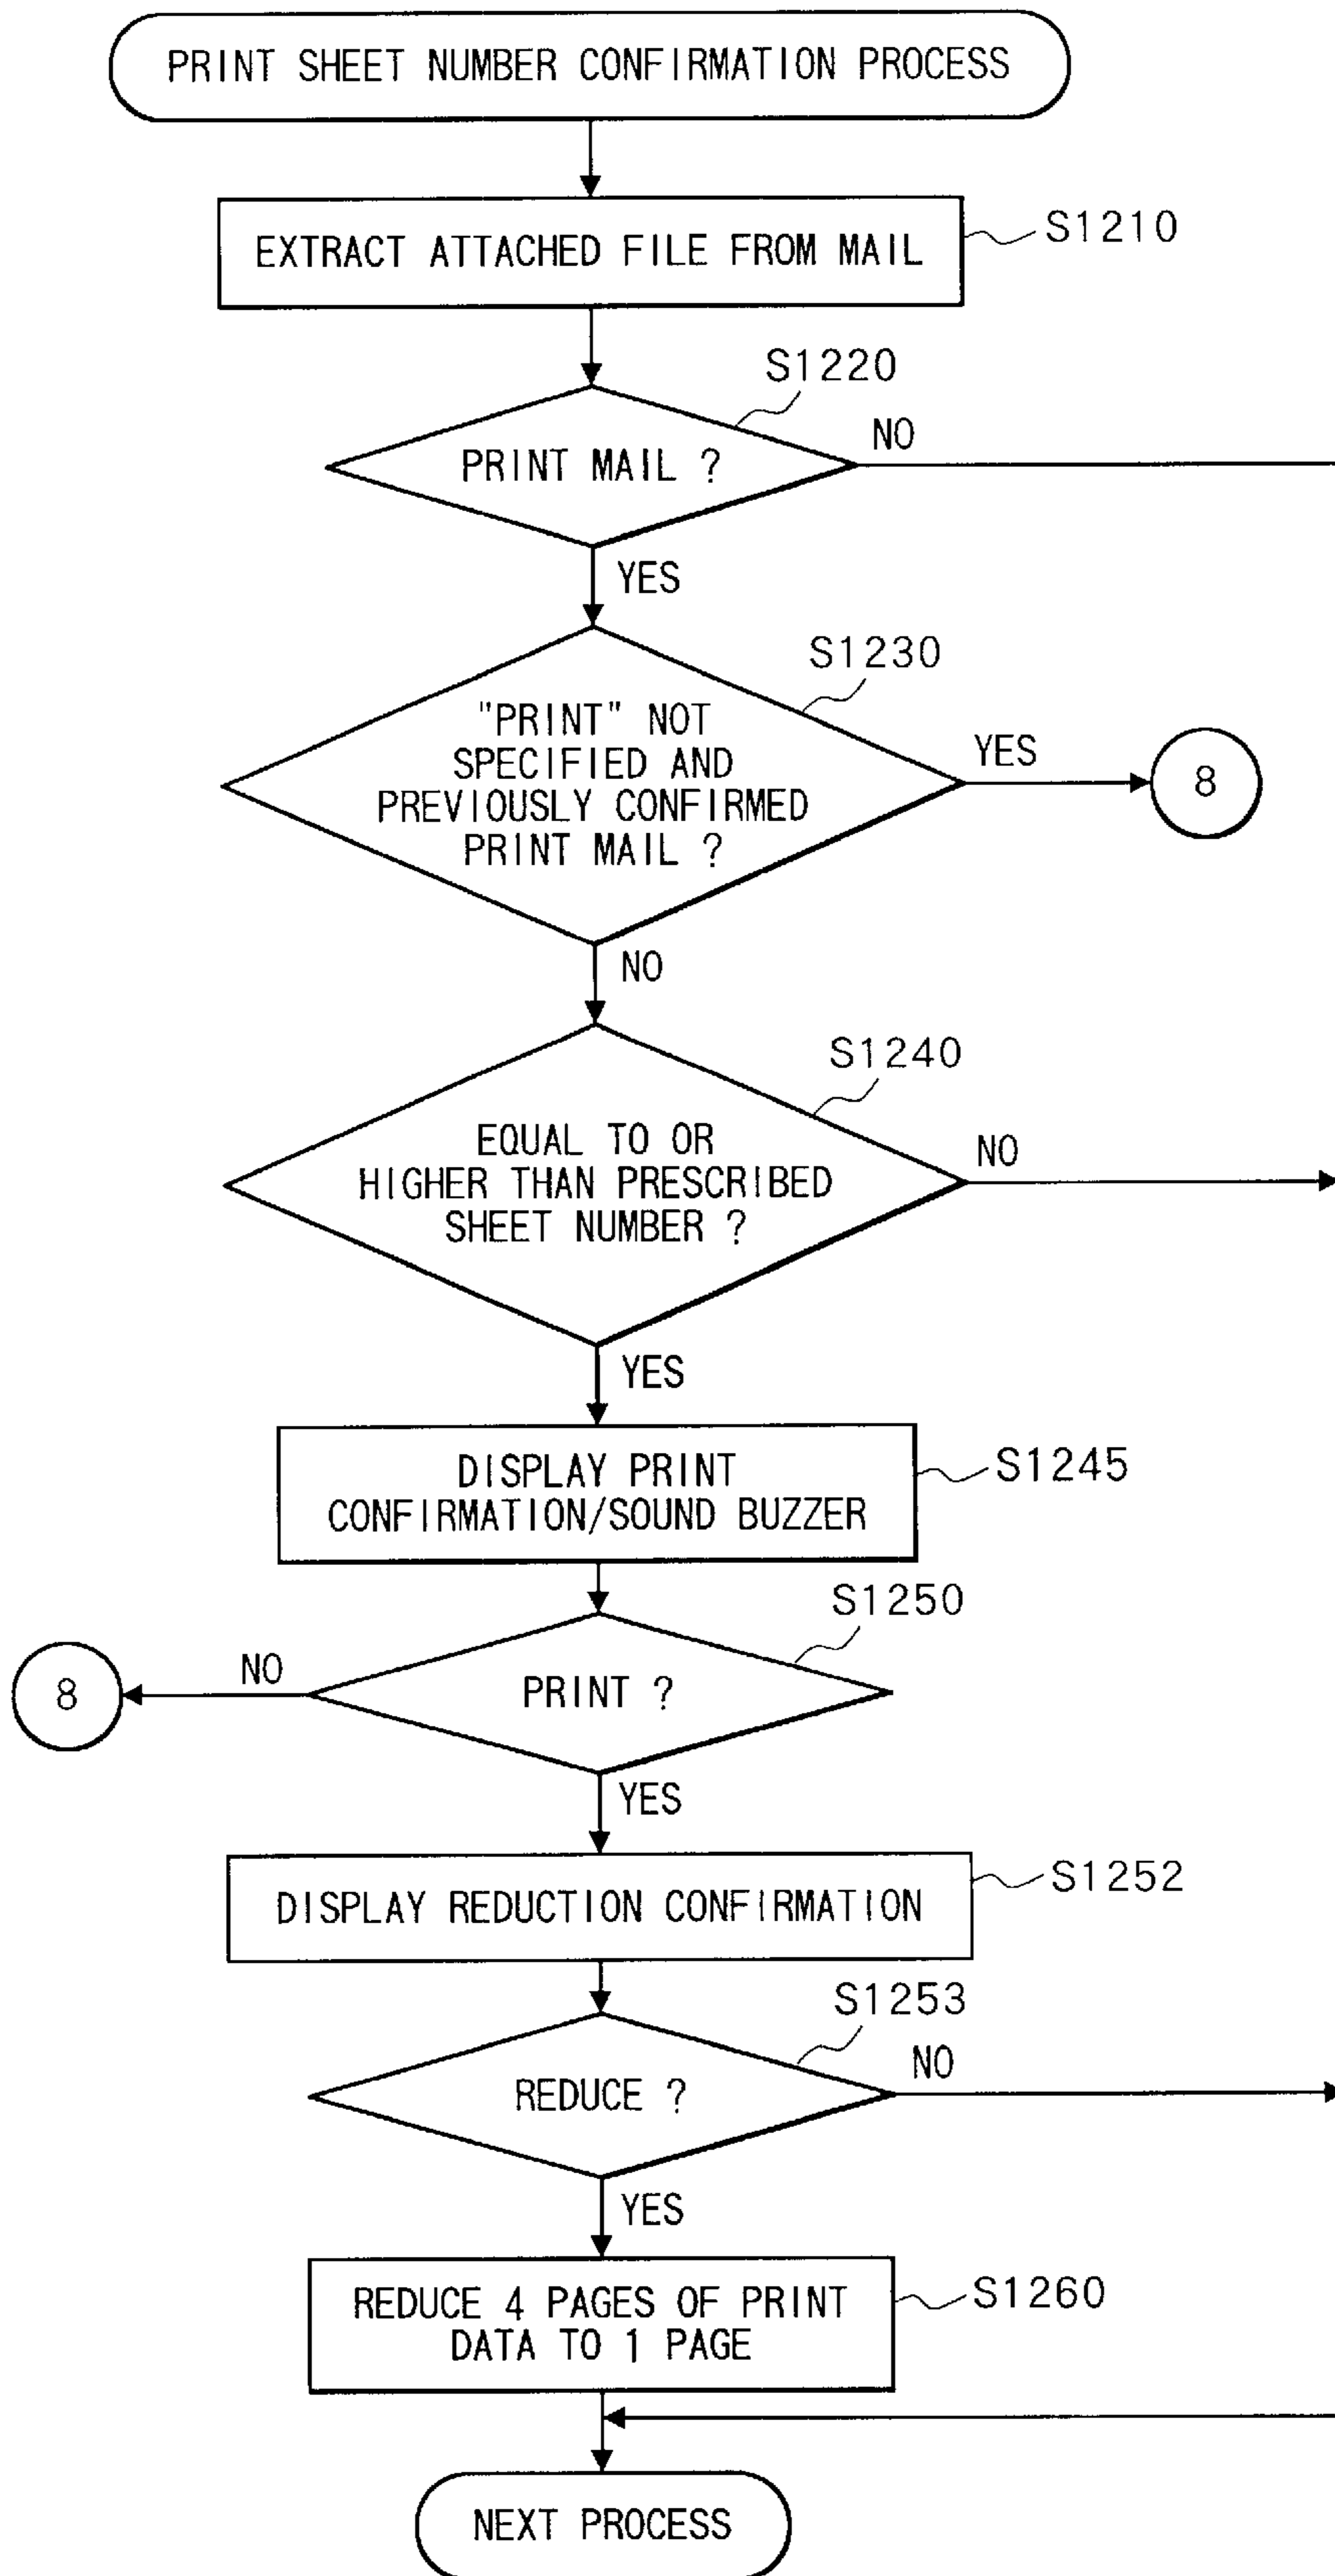 PRINT SHEET NUMBER CONFIRMATION PROCESS
EXTRACT ATTACHED FILE FROM MAIL
S1210
S1220
PRINT MAIL ?
NO
YES
S1230
"PRINT" NOT
SPECIFIED AND
PREVIOUSLY CONFIRMED
PRINT MAIL ?
YES
8
NO
S1240
EQUAL TO OR
HIGHER THAN PRESCRIBED
SHEET NUMBER ?
NO
YES
DISPLAY PRINT
CONFIRMATION/SOUND BUZZER
S1245
S1250
PRINT ?
NO
8
YES
DISPLAY REDUCTION CONFIRMATION
S1252
S1253
REDUCE ?
NO
YES
REDUCE 4 PAGES OF PRINT
DATA TO 1 PAGE
S1260
NEXT PROCESS